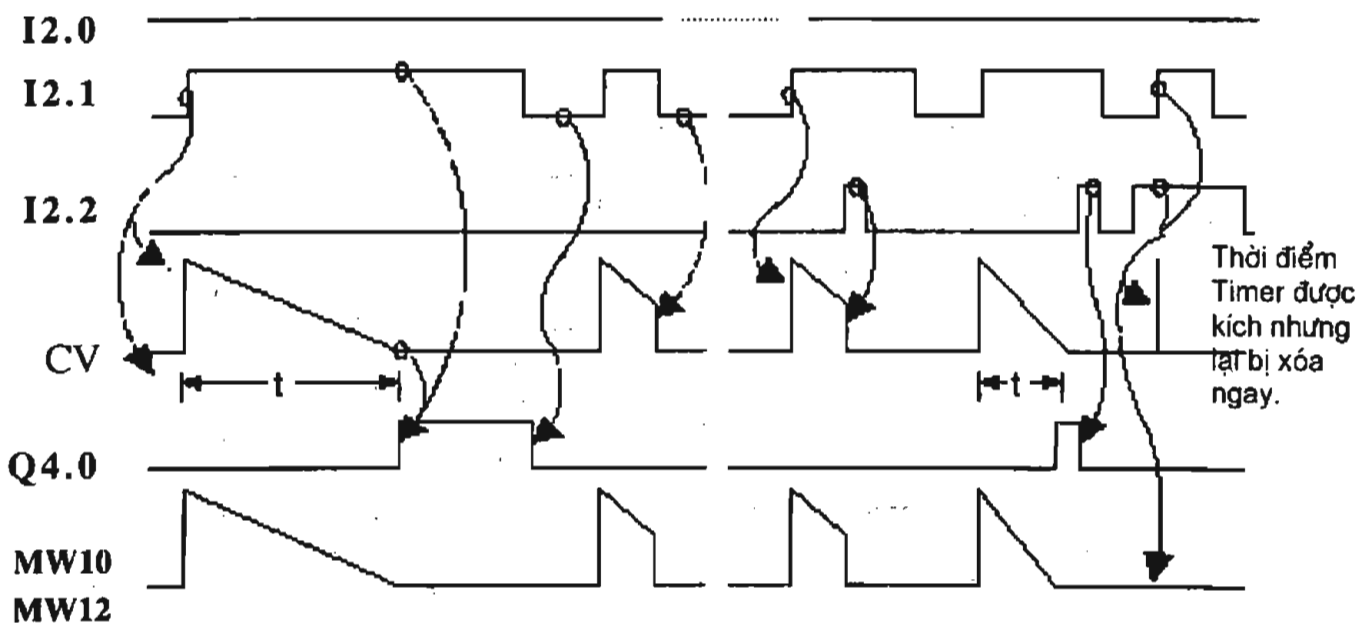 I2.0
I2.1
I2.2
Thời điểm
Timer được
kích nhưng
lại bị xóa
ngay.
CV
t
t
Q4.0
MW10
MW12